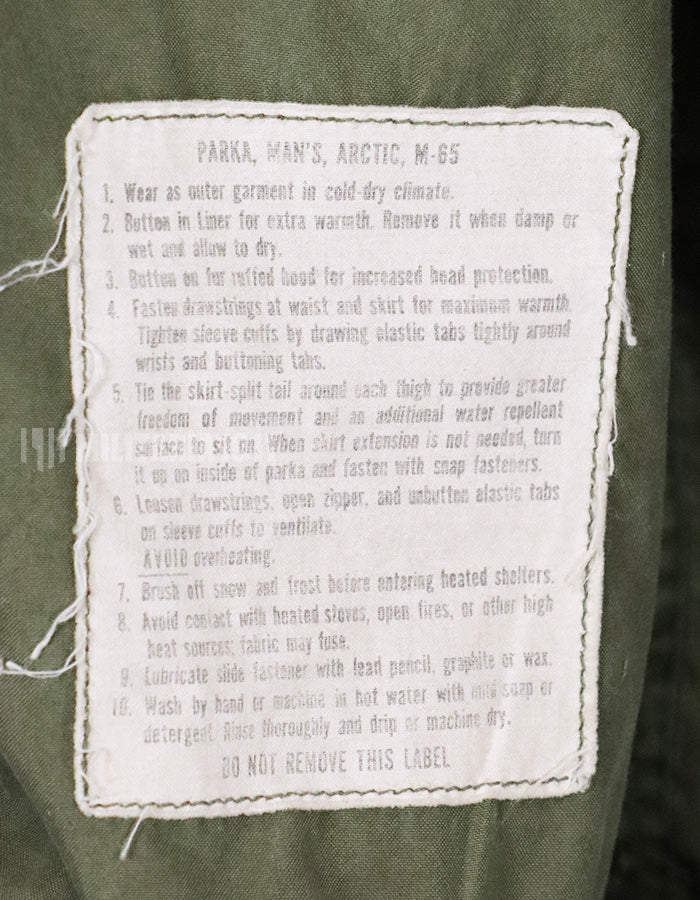 PARKA, MAN'S, ARCTIC, M-65
1. Wear as outer garment in cold-dry climate.
2. Button in Liner for extra warmth. Remove it when damp or
wet and allow to dry.
3. Button on fur ruffed hood for increased head protection.
4. Fasten drawstrings at waist and skirt for maximum warmth.
Tighten sleeve cuffs by drawing elastic tabs tightly around
wrists and buttoning tabs.
5. Tie the skirt-split tail around each thigh to provide greater
freedom of movement and an additional water repellent
surface to sit on. When skirt extension is not needed, turn
it up on inside of parka and fasten with snap fasteners.
6. Loosen drawstrings, open zipper, and unbutton elastic tabs
on sleeve cuffs to ventilate.
AVOID overheating.
7. Brush off snow and frost before entering heated shelters.
8. Avoid contact with heated stoves, open fires, or other high
heat sources; fabric may fuse.
9. Lubricate slide fastener with lead pencil, graphite or wax.
10. Wash by hand or machine in hot water with mild soap or
detergent. Rinse thoroughly and drip or machine dry.
DO NOT REMOVE THIS LABEL